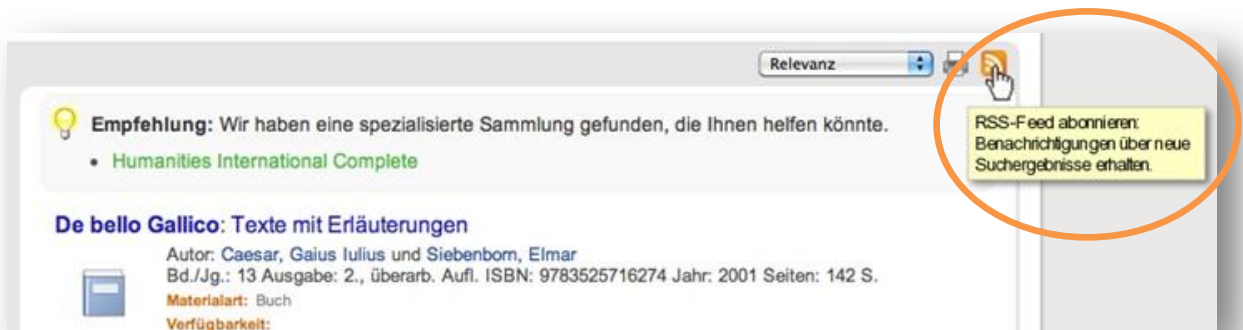 Relevanz
Empfehlung: Wir haben eine spezialisierte Sammlung gefunden, die Ihnen helfen könnte.
• Humanities International Complete
RSS-Feed abonnieren:
Benachrichtigungen über neue
Suchergebnisse erhalten.
De bello Gallico: Texte mit Erläuterungen
Autor: Caesar, Gaius Iulius und Siebenborn, Elmar
Bd./Jg.: 13 Ausgabe: 2., überarb. Aufl. ISBN: 9783525716274 Jahr: 2001 Seiten: 142 S.
Materialart: Buch
Verfügbarkeit: